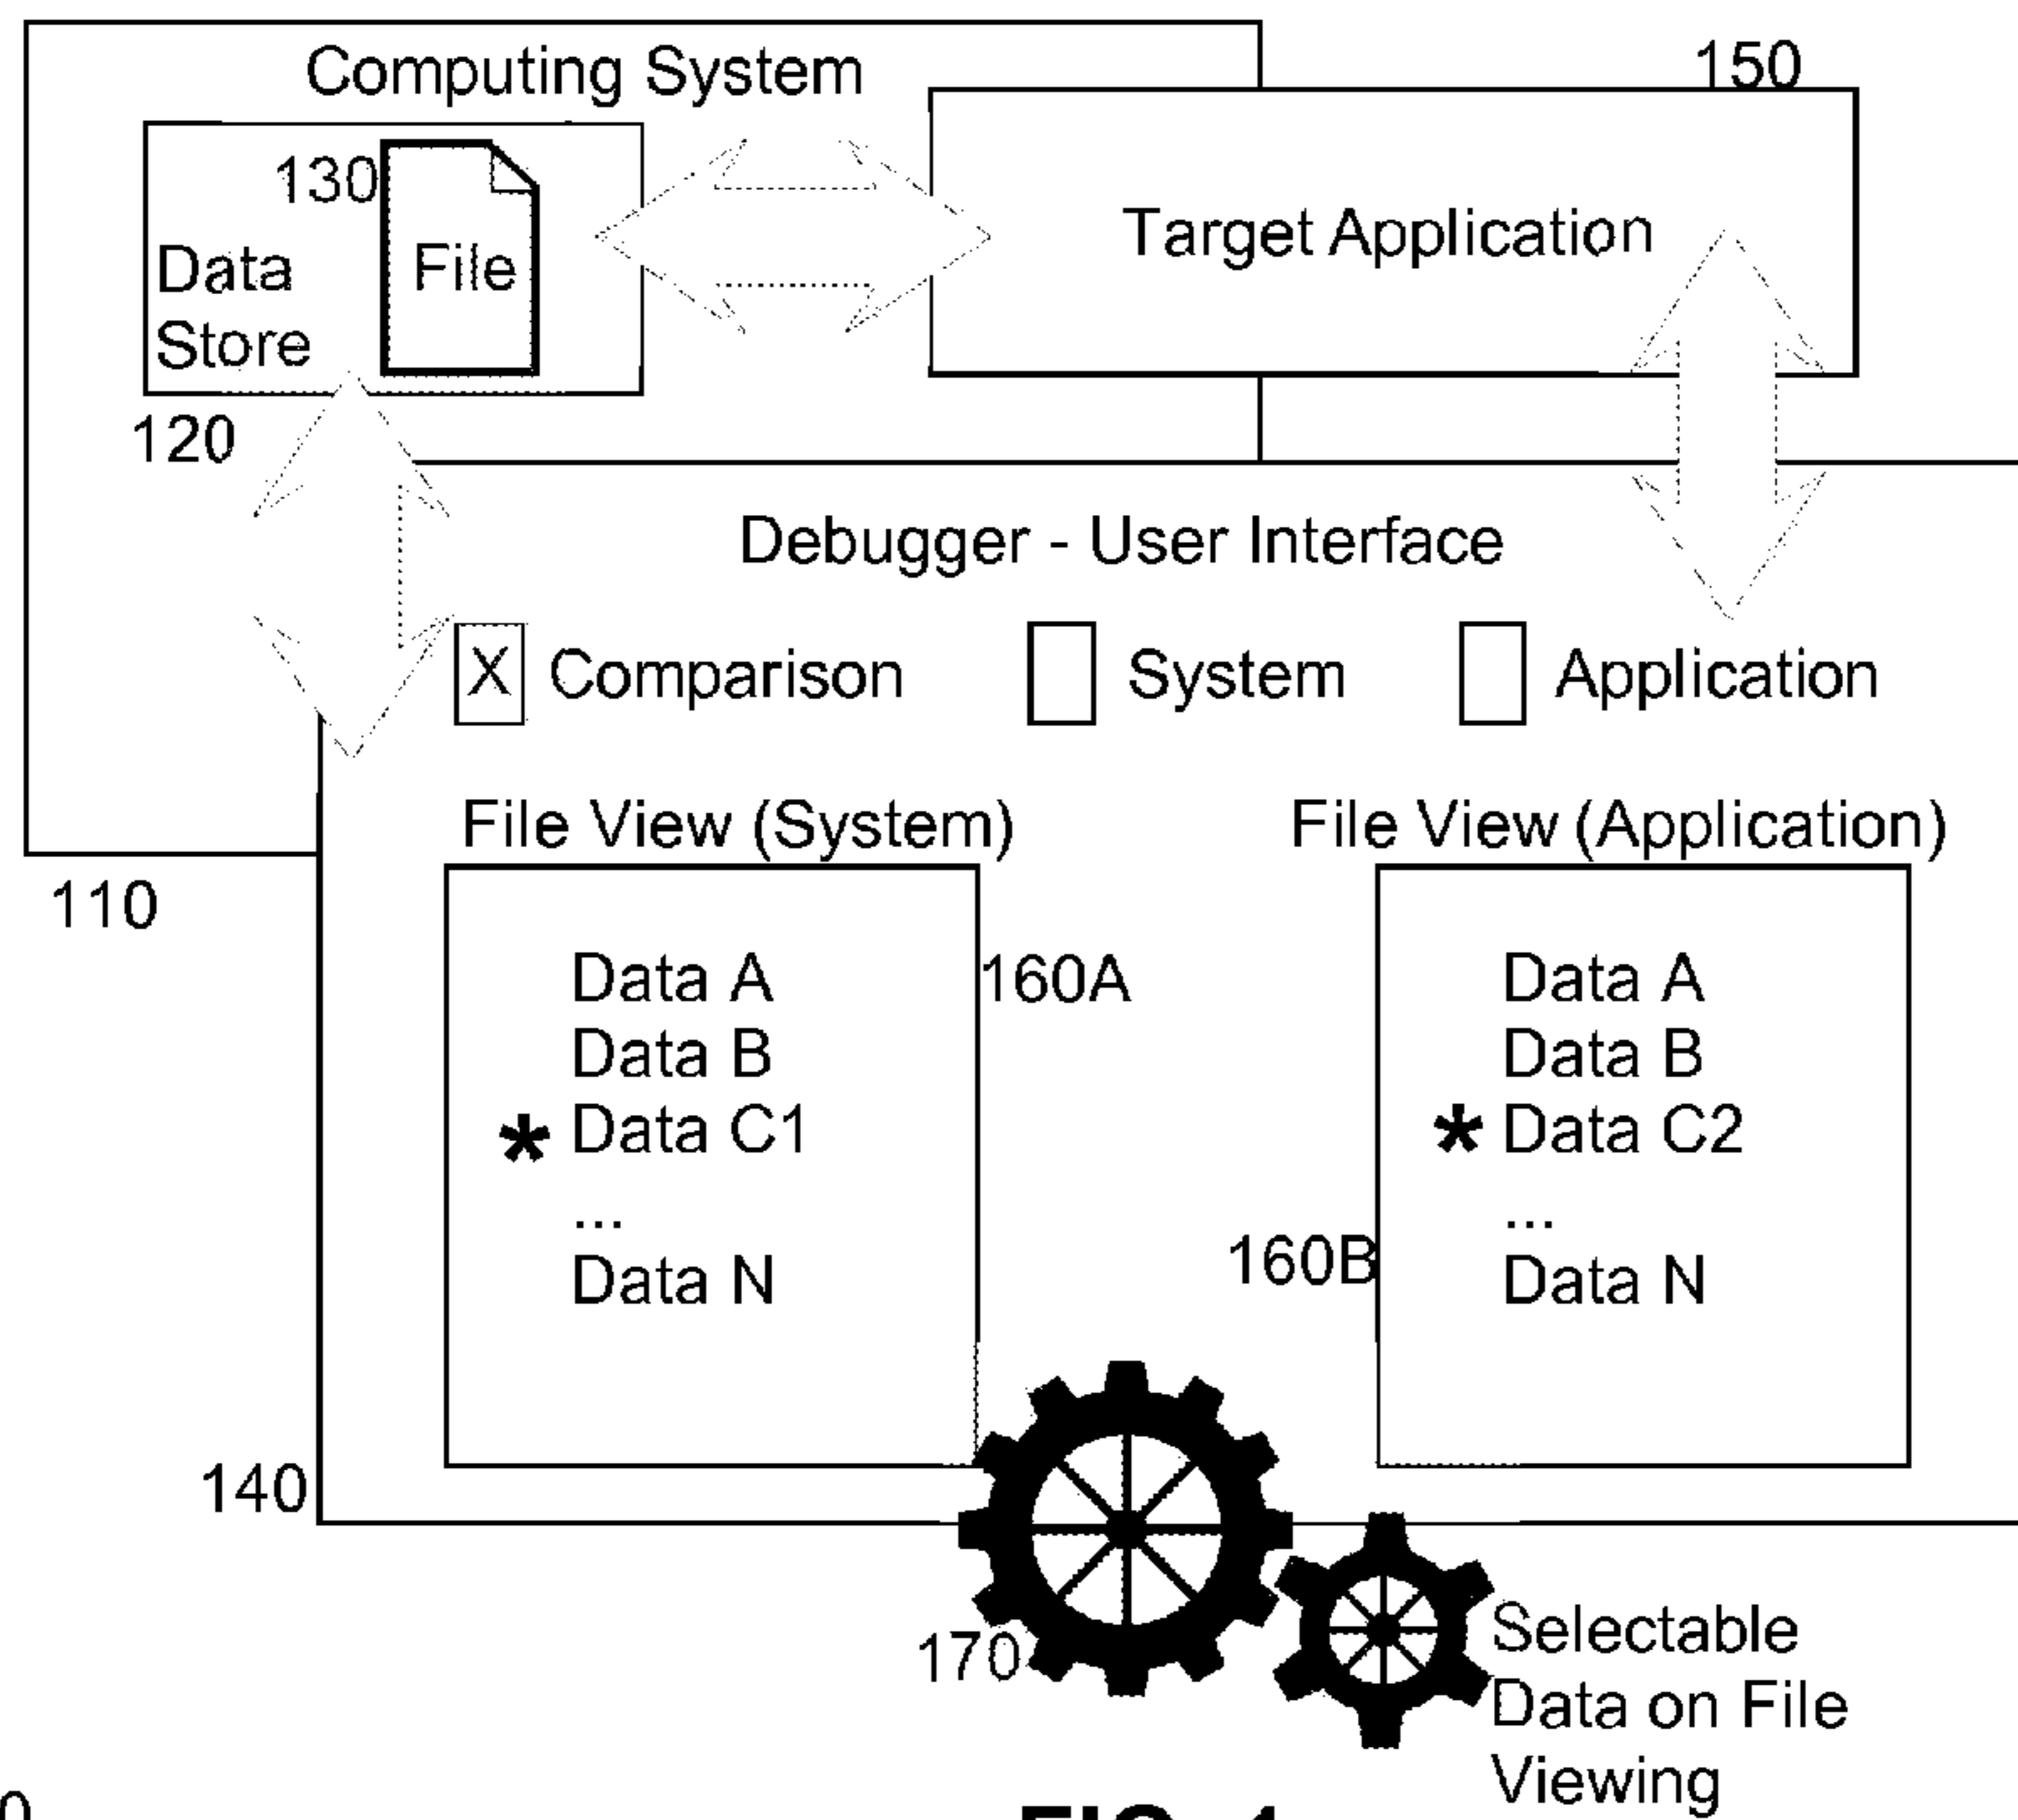 Computing System
150
130
File
Data
Store
Target Application
120
Debugger - User Interface
X Comparison
System
Application
File View (System)
File View (Application)
110
Data A
Data B
* Data C1
...
Data N
160A
Data A
Data B
* Data C2
...
Data N
160B
140
170
Selectable
Data on File
Viewing